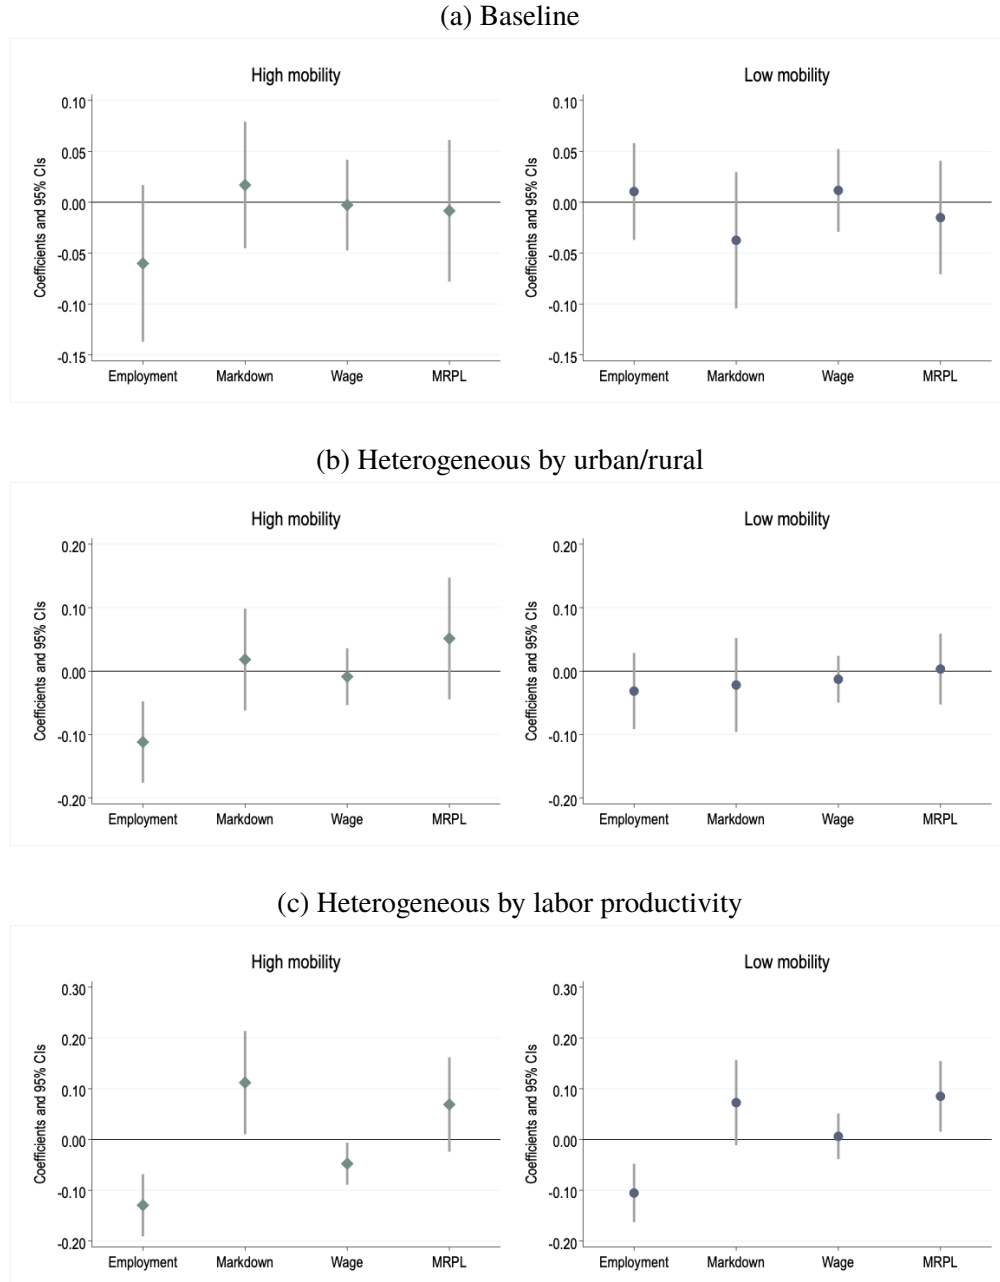 (a) Baseline
High mobility
Low mobility
Coefficients and 95% CIs
0.10
0.05
0.00
-0.05
-0.10
-0.15
Employment Markdown Wage MRPL
Coefficients and 95% CIs
0.10
0.05
0.00
-0.05
-0.10
-0.15
Employment Markdown Wage MRPL
(b) Heterogeneous by urban/rural
High mobility
Low mobility
Coefficients and 95% CIs
0.20
0.10
0.00
-0.10
-0.20
Employment Markdown Wage MRPL
Coefficients and 95% CIs
0.20
0.10
0.00
-0.10
-0.20
Employment Markdown Wage MRPL
(c) Heterogeneous by labor productivity
High mobility
Low mobility
Coefficients and 95% CIs
0.30
0.20
0.10
0.00
-0.10
-0.20
Employment Markdown Wage MRPL
Coefficients and 95% CIs
0.30
0.20
0.10
0.00
-0.10
-0.20
Employment Markdown Wage MRPL